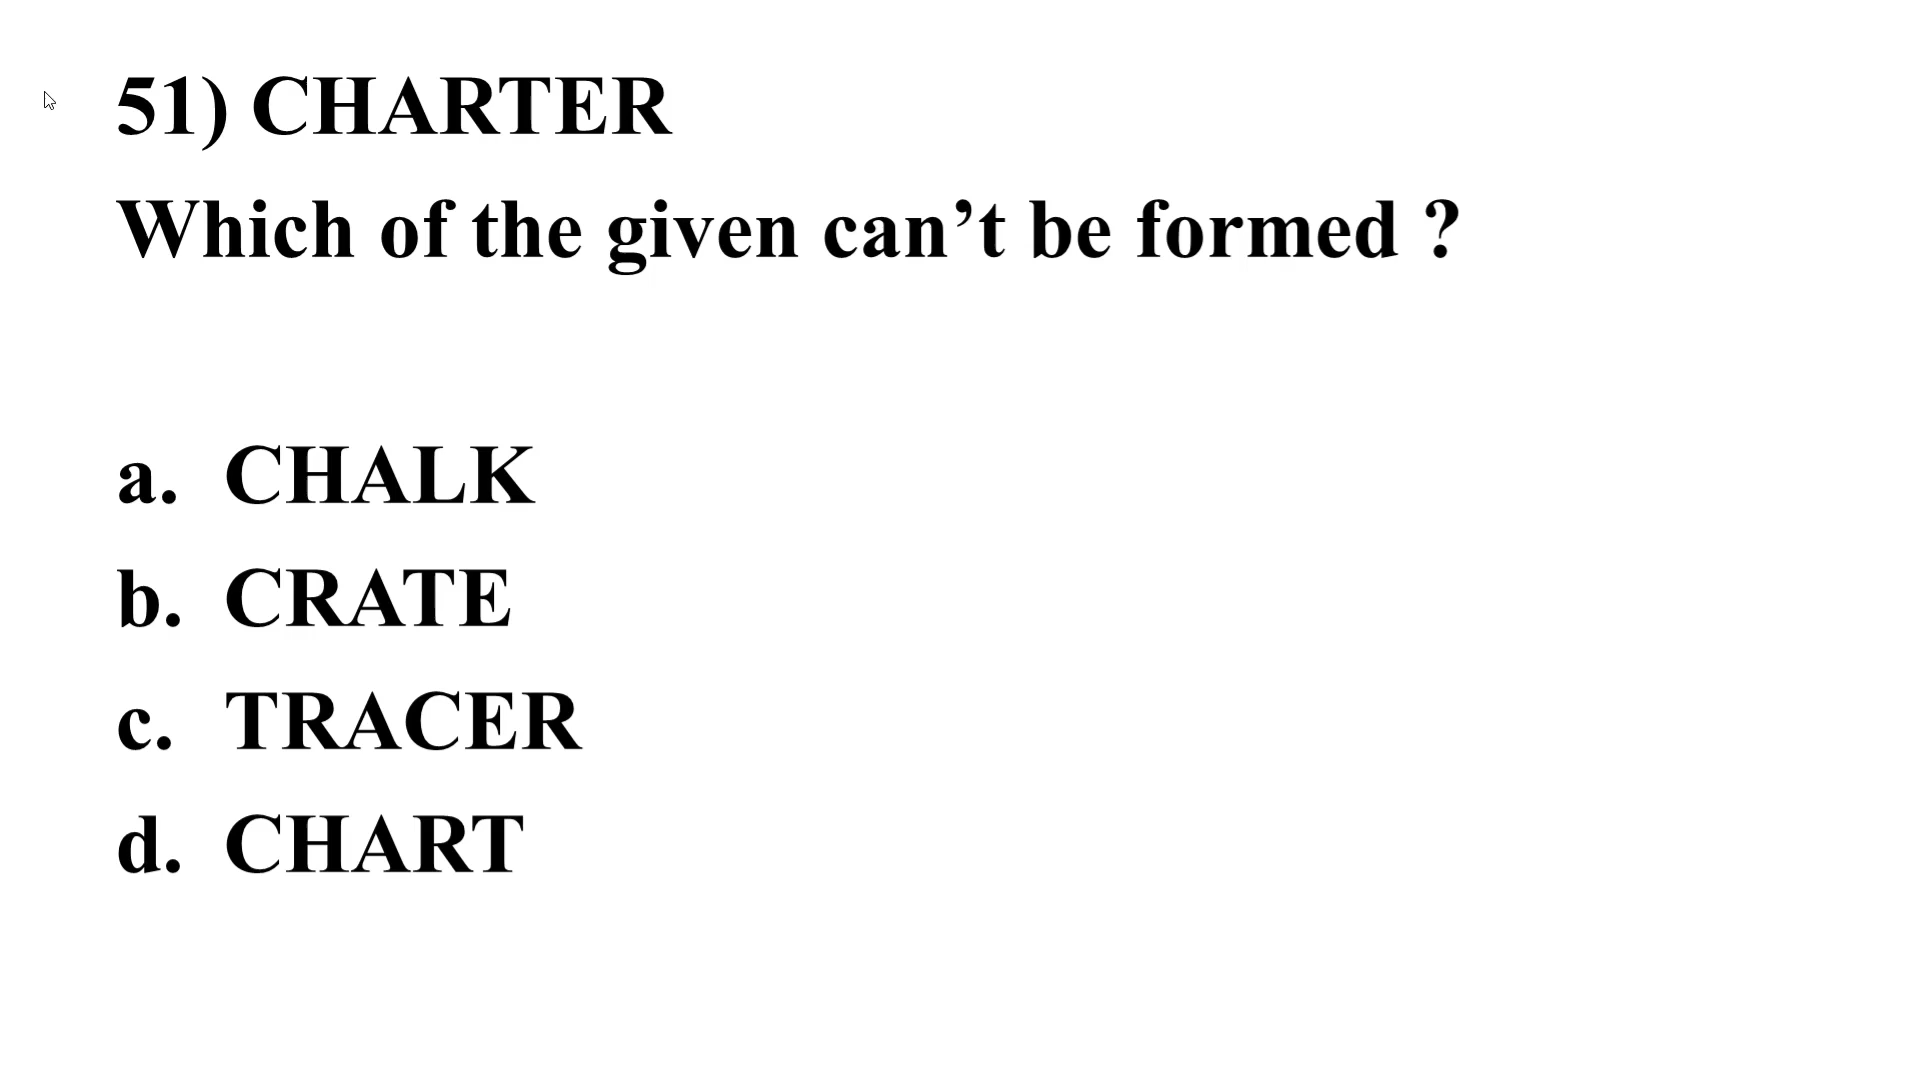 51) CHARTER
Which of the given can’t be formed ?
a. CHALK
b. CRATE
c. TRACER
d. CHART